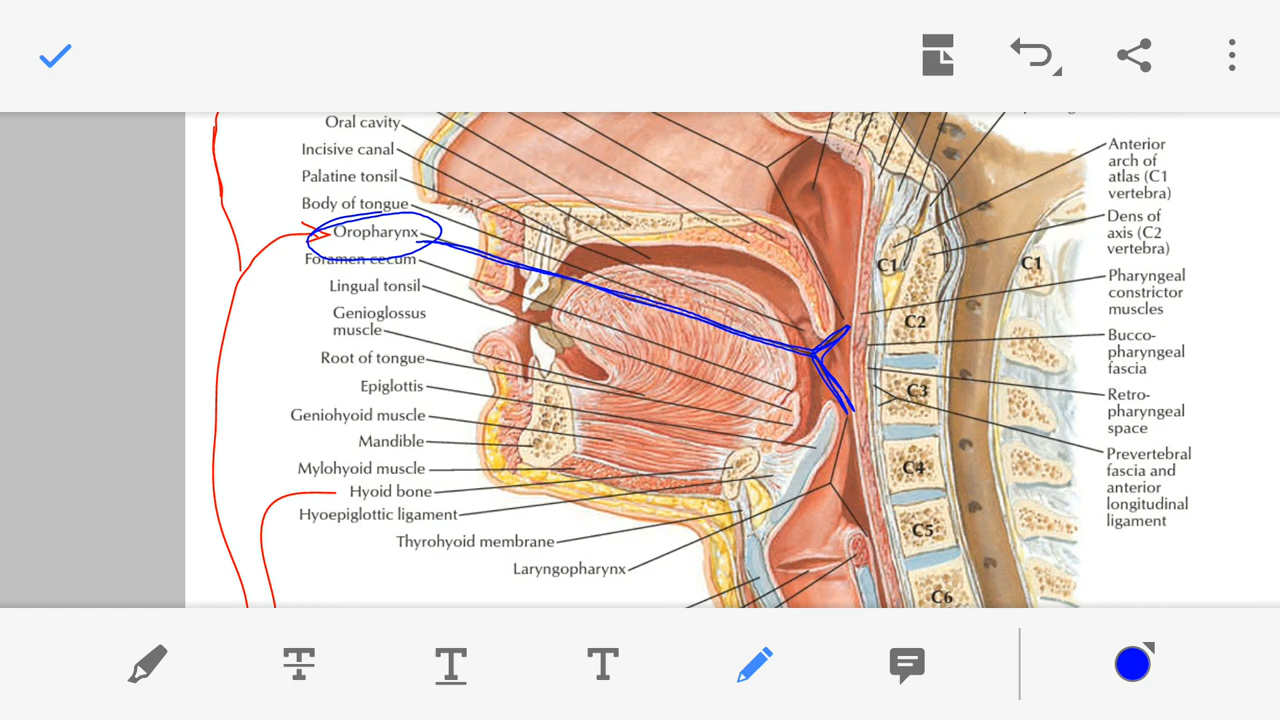 Oral cavity
Incisive canal
Palatine tonsil
Body of tongue
Oropharynx
Foramen cecum
Lingual tonsil
Genioglossus
muscle
Root of tongue
Epiglottis
Geniohyoid muscle
Mandible
Mylohyoid muscle
Hyoid bone
Hyoepiglottic ligament
Thyrohyoid membrane
Laryngopharynx
C1
C2
C3
C4
C5
C6
C1
Anterior
arch of
atlas (C1
vertebra)
Dens of
axis (C2
vertebra)
Pharyngeal
constrictor
muscles
Bucco-
pharyngeal
fascia
Retro-
pharyngeal
space
Prevertebral
fascia and
anterior
longitudinal
ligament
T
T
T